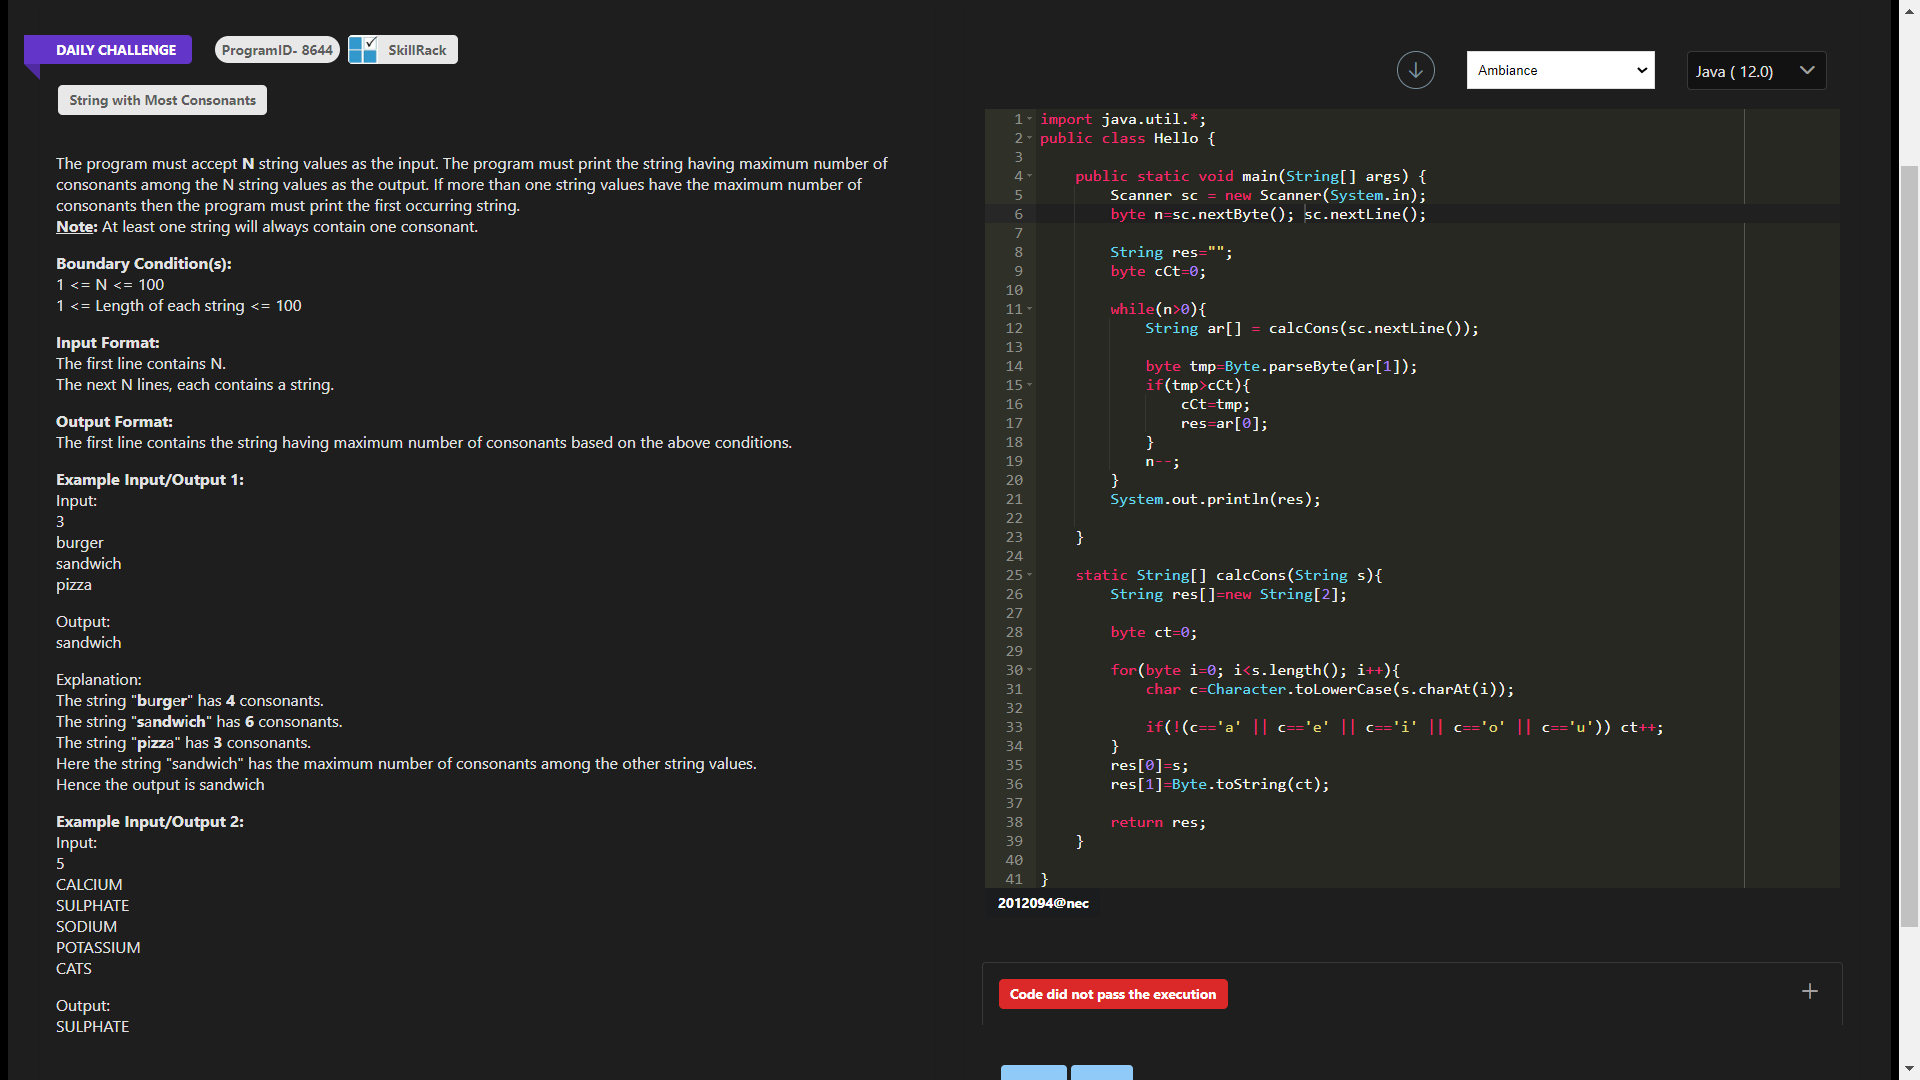 DAILY CHALLENGE
ProgramID- 8644
SkillRack
String with Most Consonants
The program must accept N string values as the input. The program must print the string having maximum number of
consonants among the N string values as the output. If more than one string values have the maximum number of
consonants then the program must print the first occurring string.
Note: At least one string will always contain one consonant.
Boundary Condition(s):
1 <= N <= 100
1 <= Length of each string <= 100
Input Format:
The first line contains N.
The next N lines, each contains a string.
Output Format:
The first line contains the string having maximum number of consonants based on the above conditions.
Example Input/Output 1:
Input:
3
burger
sandwich
pizza
Output:
sandwich
Explanation:
The string "burger" has 4 consonants.
The string "sandwich" has 6 consonants.
The string "pizza" has 3 consonants.
Here the string "sandwich" has the maximum number of consonants among the other string values.
Hence the output is sandwich
Example Input/Output 2:
Input:
5
CALCIUM
SULPHATE
SODIUM
POTASSIUM
CATS
Output:
SULPHATE
Ambiance
Java ( 12.0)
1 import java.util.*;
2 public class Hello {
3
4 public static void main(String[] args) {
5 Scanner sc = new Scanner(System.in);
6 byte n=sc.nextByte(); sc.nextLine();
7
8 String res="";
9 byte cCt=0;
10
11 while(n>0){
12 String ar[] = calcCons(sc.nextLine());
13
14 byte tmp=Byte.parseByte(ar[1]);
15 if(tmp>cCt){
16 cCt=tmp;
17 res=ar[0];
18 }
19 n--;
20 }
21 System.out.println(res);
22
23 }
24
25 static String[] calcCons(String s){
26 String res[]=new String[2];
27
28 byte ct=0;
29
30 for(byte i=0; i<s.length(); i++){
31 char c=Character.toLowerCase(s.charAt(i));
32
33 if(!(c=='a' || c=='e' || c=='i' || c=='o' || c=='u')) ct++;
34 }
35 res[0]=s;
36 res[1]=Byte.toString(ct);
37
38 return res;
39 }
40
41 }
2012094@nec
Code did not pass the execution